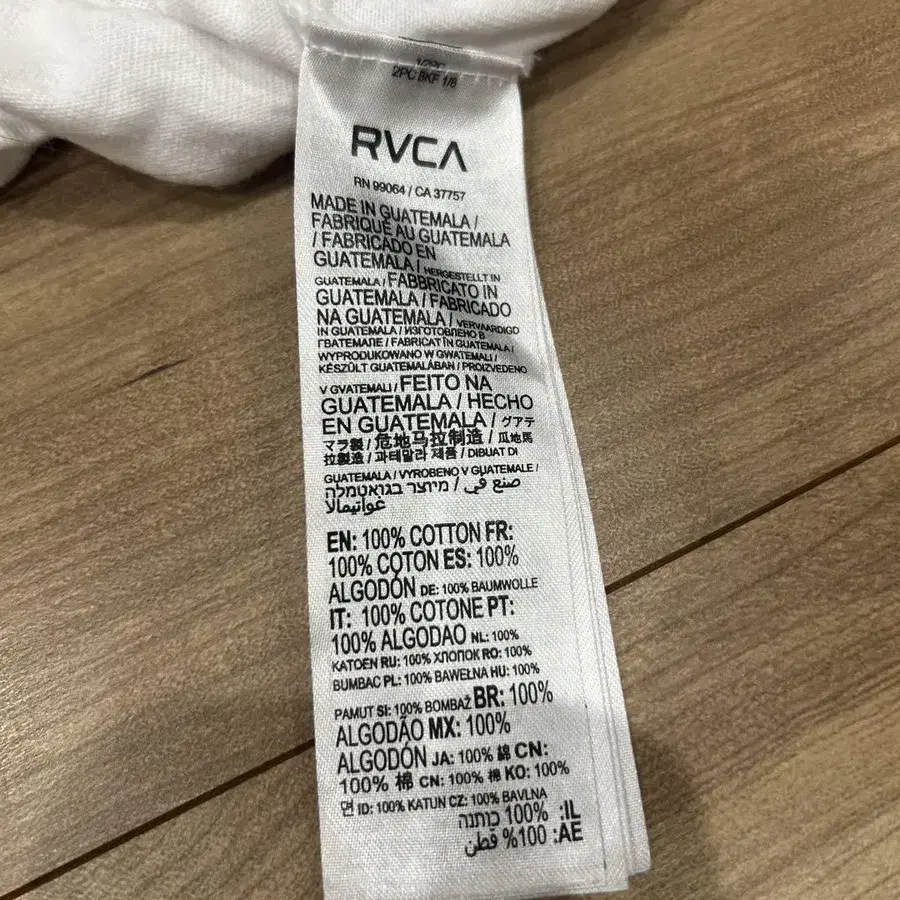 1/2PC
2PC BKF 1/8
RVCA
RN 99064 / CA 37757
MADE IN GUATEMALA /
FABRIQUÉ AU GUATEMALA
/ FABRICADO EN
GUATEMALA / HERGESTELLT IN
GUATEMALA / FABBRICATO IN
GUATEMALA / FABRICADO
NA GUATEMALA / VERVAARDIGD
IN GUATEMALA / ИЗГОТОВЛЕНО В
ГВАТЕМАЛЕ / FABRICAT ÎN GUATEMALA /
WYPRODUKOWANO W GWATEMALI /
KÉSZÜLT GUATEMALÁBAN / PROIZVEDENO
V GVATEMALI / FEITO NA
GUATEMALA / HECHO
EN GUATEMALA / グアテ
マラ製 / 危地马拉制造 / 瓜地馬
拉製造 / 과테말라 제품 / DIBUAT DI
GUATEMALA / VYROBENO V GUATEMALE /
מיוצר בגואטמלה / صنع في
غواتيمالا
EN: 100% COTTON FR:
100% COTON ES: 100%
ALGODÓN DE: 100% BAUMWOLLE
IT: 100% COTONE PT:
100% ALGODAO NL: 100%
KATOEN RU: 100% ХЛОПОК RO: 100%
BUMBAC PL: 100% BAWEŁNA HU: 100%
PAMUT SI: 100% BOMBAŽ BR: 100%
ALGODÃO MX: 100%
ALGODÓN JA: 100% 綿 CN:
100% 棉 CN: 100% 棉 KO: 100%
면 ID: 100% KATUN CZ: 100% BAVLNA
IL: 100% כותנה
AE: 100% قطن